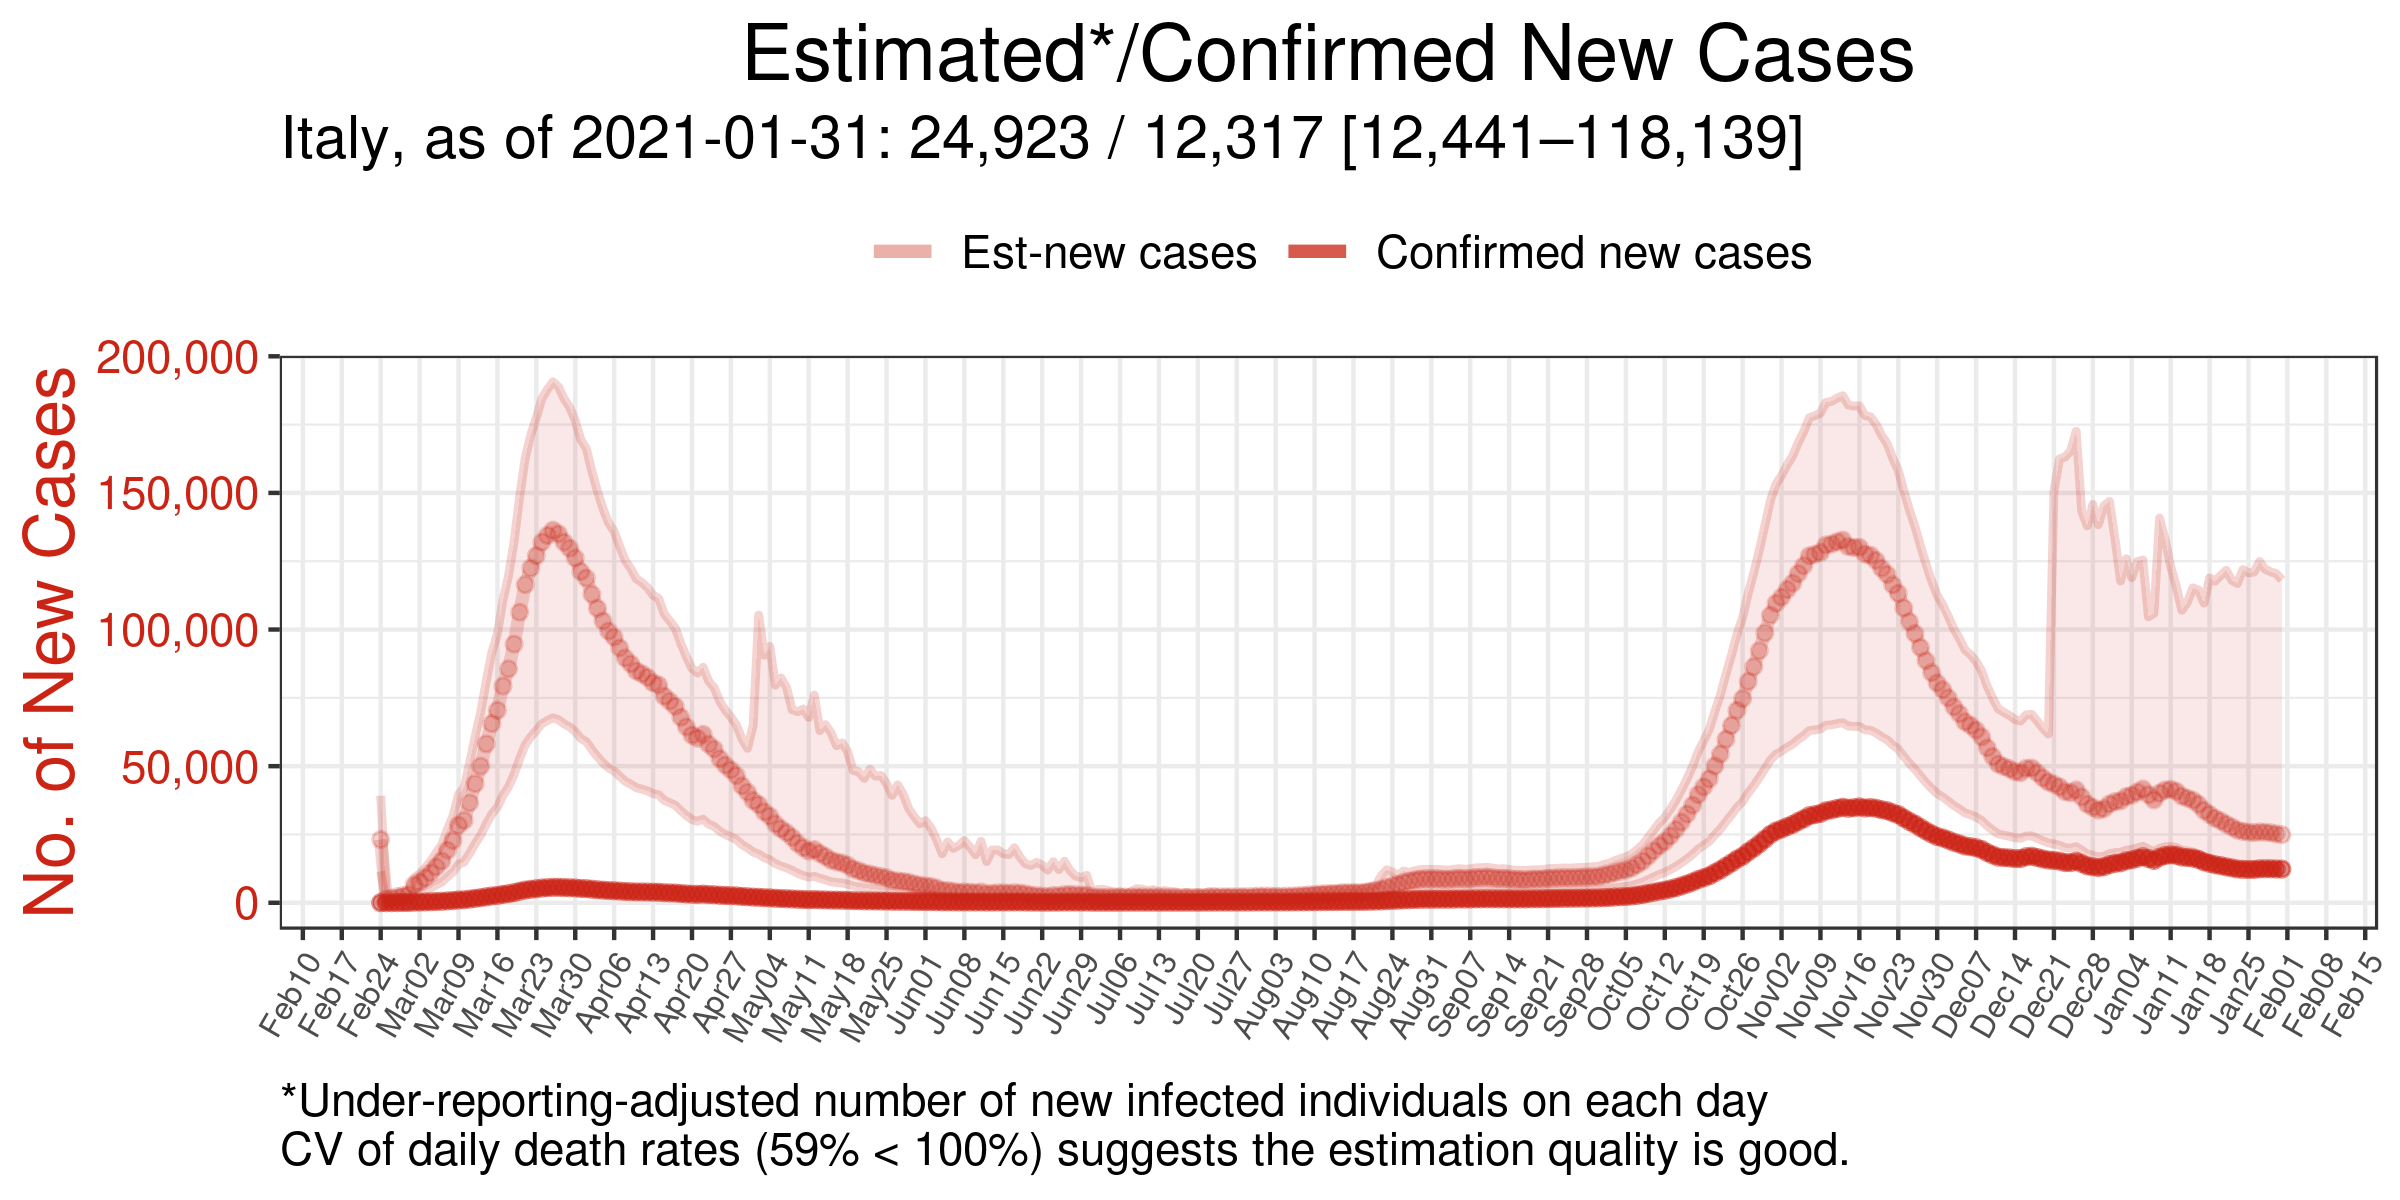 Estimated*/Confirmed New Cases
Italy, as of 2021-01-31: 24,923 / 12,317 [12,441–118,139]
Est-new cases
Confirmed new cases
No. of New Cases
200,000
150,000
100,000
50,000
0
Feb10
Feb17
Feb24
Mar02
Mar09
Mar16
Mar23
Mar30
Apr06
Apr13
Apr20
Apr27
May04
May11
May18
May25
Jun01
Jun08
Jun15
Jun22
Jun29
Jul06
Jul13
Jul20
Jul27
Aug03
Aug10
Aug17
Aug24
Aug31
Sep07
Sep14
Sep21
Sep28
Oct05
Oct12
Oct19
Oct26
Nov02
Nov09
Nov16
Nov23
Nov30
Dec07
Dec14
Dec21
Dec28
Jan04
Jan11
Jan18
Jan25
Feb01
Feb08
Feb15
*Under-reporting-adjusted number of new infected individuals on each day
CV of daily death rates (59% < 100%) suggests the estimation quality is good.